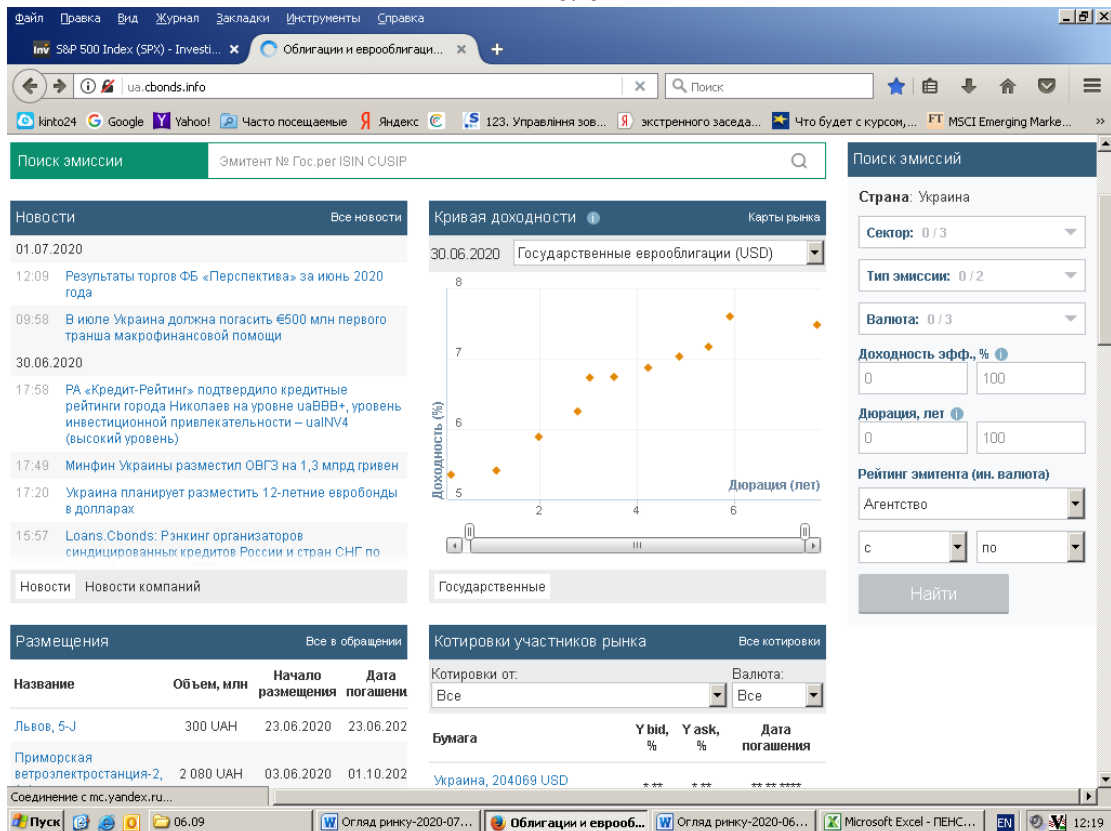 Файл Правка Вид Журнал Закладки Инструменты Справка
S&P 500 Index (SPX) - Investi... Облигации и еврооблигаци...
ua.cbonds.info Поиск
kinto24 Google Yahoo! Часто посещаемые Яндекс 123. Управління зов... экстренного заседа... Что будет с курсом,... MSCI Emerging Marke...
Поиск эмиссии Эмитент № Гос.рег ISIN CUSIP
Новости Все новости
01.07.2020
12:09 Результаты торгов ФБ «Перспектива» за июнь 2020
года
09:58 В июле Украина должна погасить €500 млн первого
транша макрофинансовой помощи
30.06.2020
17:58 РА «Кредит-Рейтинг» подтвердило кредитные
рейтинги города Николаев на уровне uaBBB+, уровень
инвестиционной привлекательности – uaINV4
(высокий уровень)
17:49 Минфин Украины разместил ОВГЗ на 1,3 млрд гривен
17:20 Украина планирует разместить 12-летние евробонды
в долларах
15:57 Loans.Cbonds: Рэнкинг организаторов
синдицированных кредитов России и стран СНГ по
Новости Новости компаний
Кривая доходности Карты рынка
30.06.2020 Государственные еврооблигации (USD)
8
7
6
5
Доходность (%)
Дюрация (лет)
2 4 6
Государственные
Поиск эмиссий
Страна: Украина
Сектор: 0 / 3
Тип эмиссии: 0 / 2
Валюта: 0 / 3
Доходность эфф., %
0 100
Дюрация, лет
0 100
Рейтинг эмитента (ин. валюта)
Агентство
с по
Найти
Размещения Все в обращении
Название Объем, млн Начало размещения Дата погашени
Львов, 5-J 300 UAH 23.06.2020 23.06.202
Приморская
ветроэлектростанция-2, 2 080 UAH 03.06.2020 01.10.202
Котировки участников рынка Все котировки
Котировки от: Валюта:
Все Все
Бумага Y bid, % Y ask, % Дата погашения
Украина, 204069 USD *.** *.** **.**.****
Соединение с mc.yandex.ru...
Пуск 06.09 Огляд ринку-2020-07... Облигации и евробл... Огляд ринку-2020-06... Microsoft Excel - ПЕНС... EN 12:19